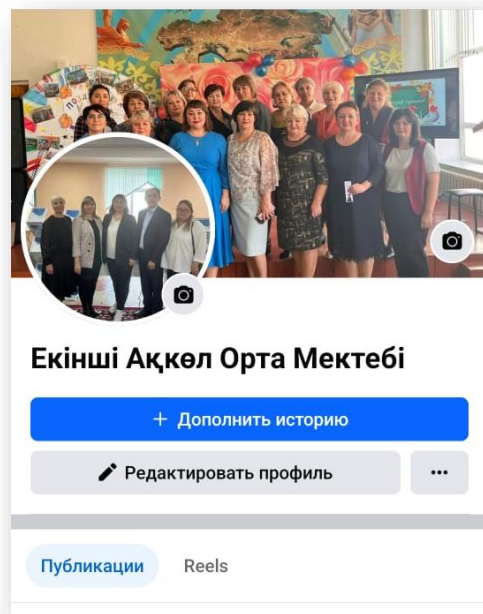 Екінші Ақкөл Орта Мектебі
+ Дополнить историю
Редактировать профиль
Публикации
Reels